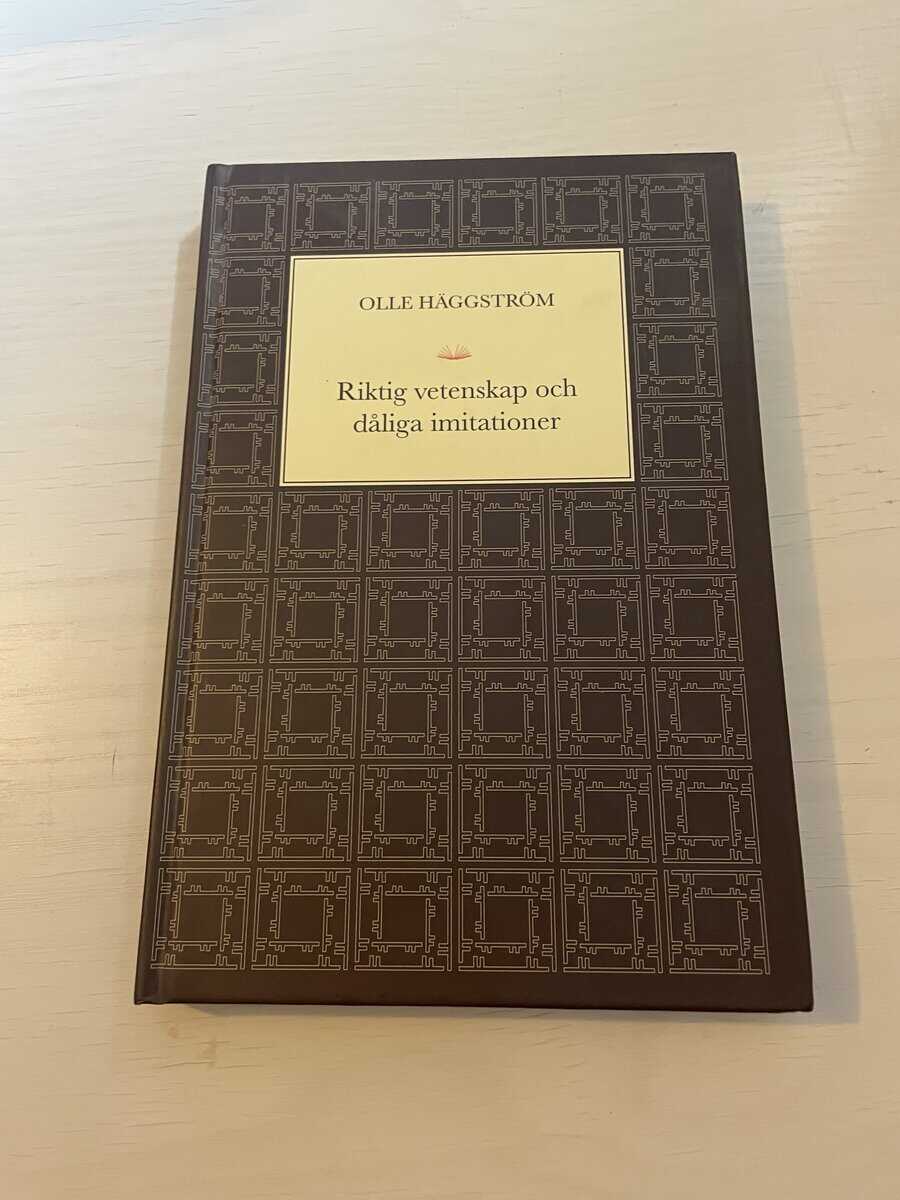 OLLE HÄGGSTRÖM
Riktig vetenskap och
dåliga imitationer